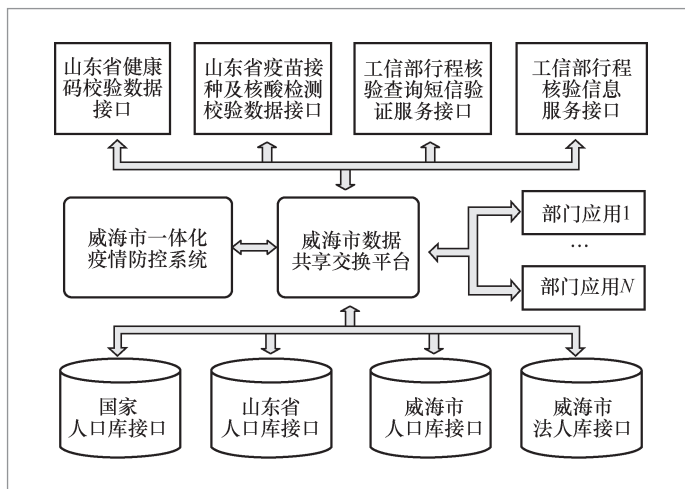 山东省健康
码校验数据
接口
山东省疫苗接
种及核酸检测
校验数据接口
工信部行程核
验查询短信验
证服务接口
工信部行程
核验信息
服务接口
威海市一体化
疫情防控系统
威海市数据
共享交换平台
部门应用1
…
部门应用N
国家
人口库接口
山东省
人口库接口
威海市
人口库接口
威海市
法人库接口